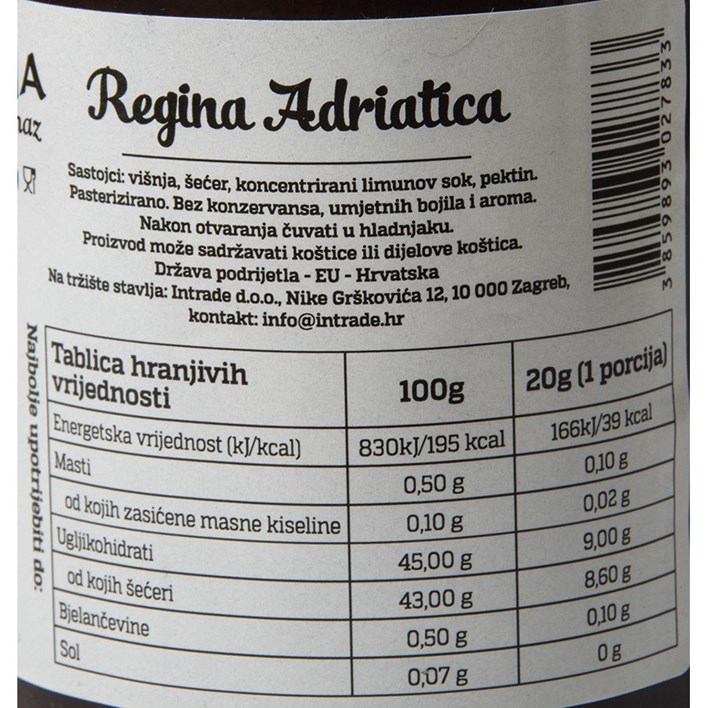 Regina Adriatica
Sastojci: višnja, šećer, koncentrirani limunov sok, pektin.
Pasterizirano. Bez konzervansa, umjetnih bojila i aroma.
Nakon otvaranja čuvati u hladnjaku.
Proizvod može sadržavati koštice ili dijelove koštica.
Država podrijetla - EU - Hrvatska
Na tržište stavlja: Intrade d.o.o., Nike Grškovića 12, 10 000 Zagreb,
kontakt: info@intrade.hr
3859893027833
Najbolje upotrijebiti do:
Tablica hranjivih
vrijednosti
100g
20g (1 porcija)
Energetska vrijednost (kJ/kcal) 830kJ/195 kcal 166kJ/39 kcal
Masti 0,50 g 0,10 g
od kojih zasićene masne kiseline 0,10 g 0,02 g
Ugljikohidrati 45,00 g 9,00 g
od kojih šećeri 43,00 g 8,60 g
Bjelančevine 0,50 g 0,10 g
Sol 0,07 g 0 g